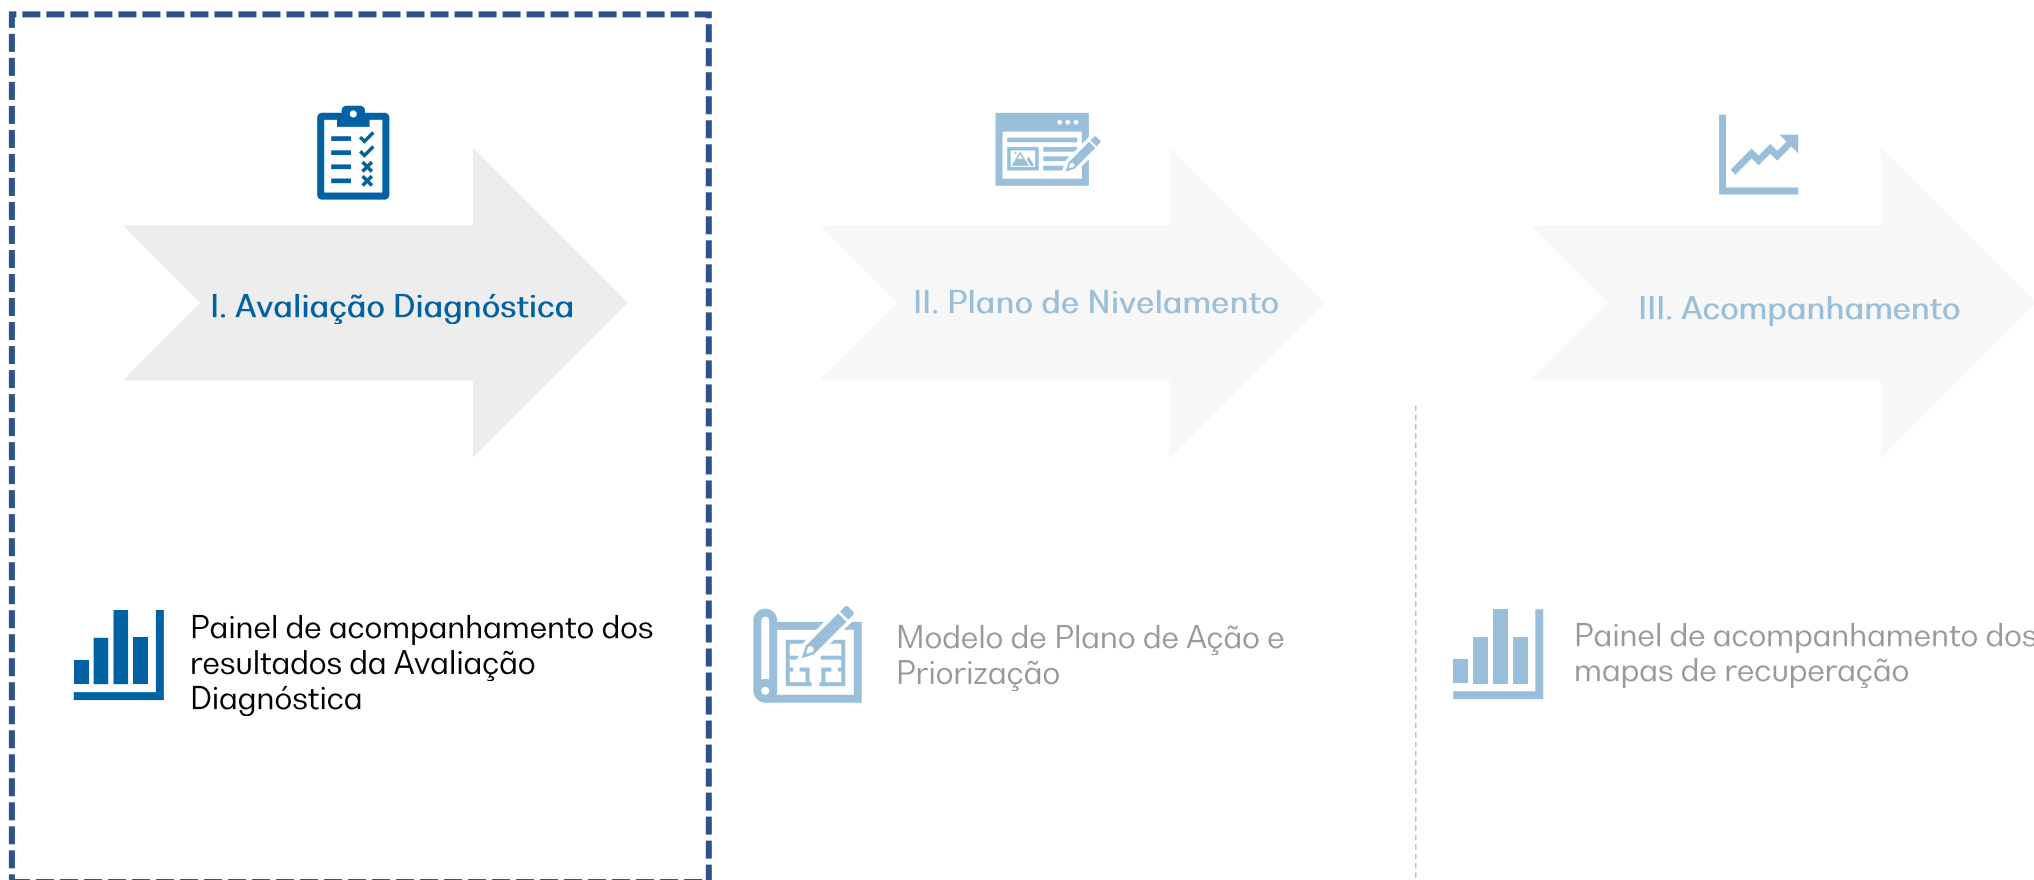 I. Avaliação Diagnóstica
II. Plano de Nivelamento
III. Acompanhamento
Painel de acompanhamento dos
resultados da Avaliação
Diagnóstica
Modelo de Plano de Ação e
Priorização
Painel de acompanhamento dos
mapas de recuperação